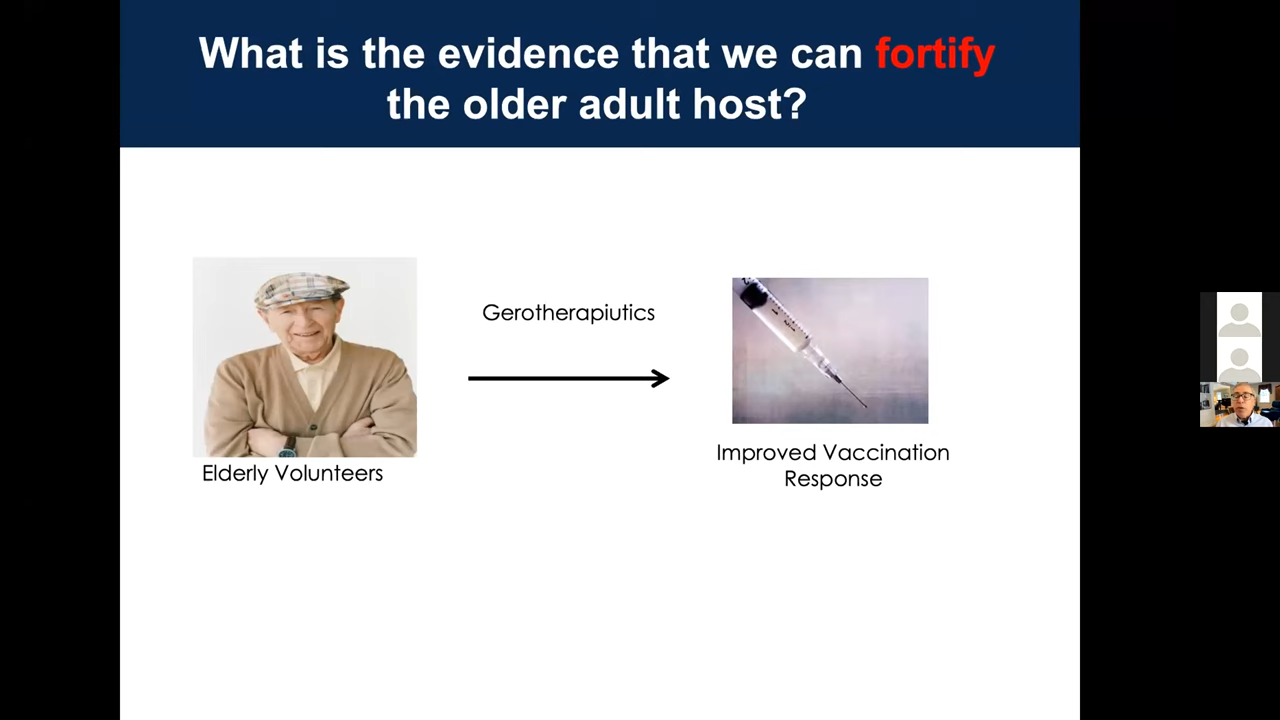 What is the evidence that we can fortify
the older adult host?
Gerotherapiutics
Elderly Volunteers
Improved Vaccination
Response